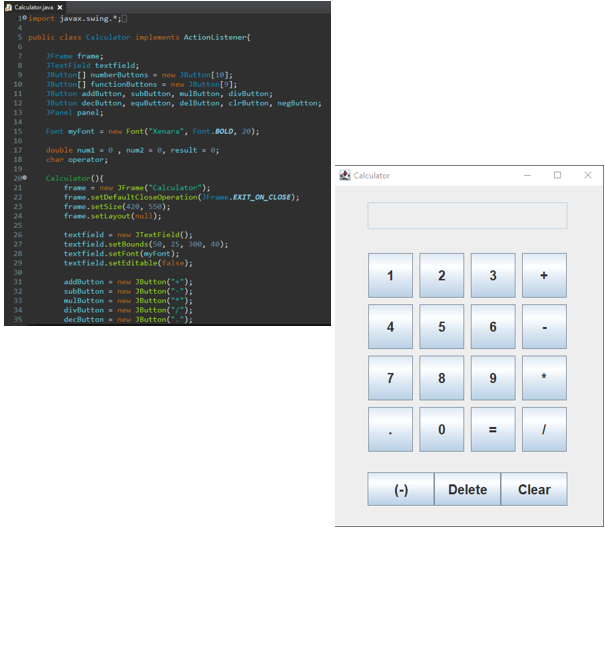 Calculator.java
1 import javax.swing.*;
4
5 public class Calculator implements ActionListener{
6
7 JFrame frame;
8 JTextField textfield;
9 JButton[] numberButtons = new JButton[10];
10 JButton[] functionButtons = new JButton[9];
11 JButton addButton, subButton, mulButton, divButton;
12 JButton decButton, equButton, delButton, clrButton, negButton;
13 JPanel panel;
14
15 Font myFont = new Font("Xenara", Font.BOLD, 20);
16
17 double num1 = 0 , num2 = 0, result = 0;
18 char operator;
19
20 Calculator(){
21 frame = new JFrame("Calculator");
22 frame.setDefaultCloseOperation(JFrame.EXIT_ON_CLOSE);
23 frame.setSize(420, 550);
24 frame.setLayout(null);
25
26 textfield = new JTextField();
27 textfield.setBounds(50, 25, 300, 40);
28 textfield.setFont(myFont);
29 textfield.setEditable(false);
30
31 addButton = new JButton("+");
32 subButton = new JButton("-");
33 mulButton = new JButton("*");
34 divButton = new JButton("/");
35 decButton = new JButton(".");
Calculator
1 2 3 +
4 5 6 -
7 8 9 *
. 0 = /
(-) Delete Clear